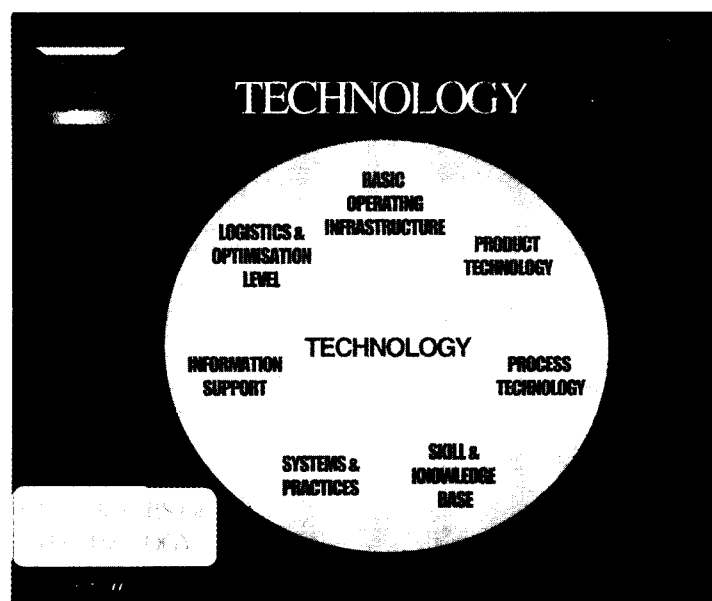 TECHNOLOGY
BASIC
OPERATING
INFRASTRUCTURE
PRODUCT
TECHNOLOGY
PROCESS
TECHNOLOGY
SKILL &
KNOWLEDGE
BASE
SYSTEMS &
PRACTICES
INFORMATION
SUPPORT
LOGISTICS &
OPTIMISATION
LEVEL
TECHNOLOGY